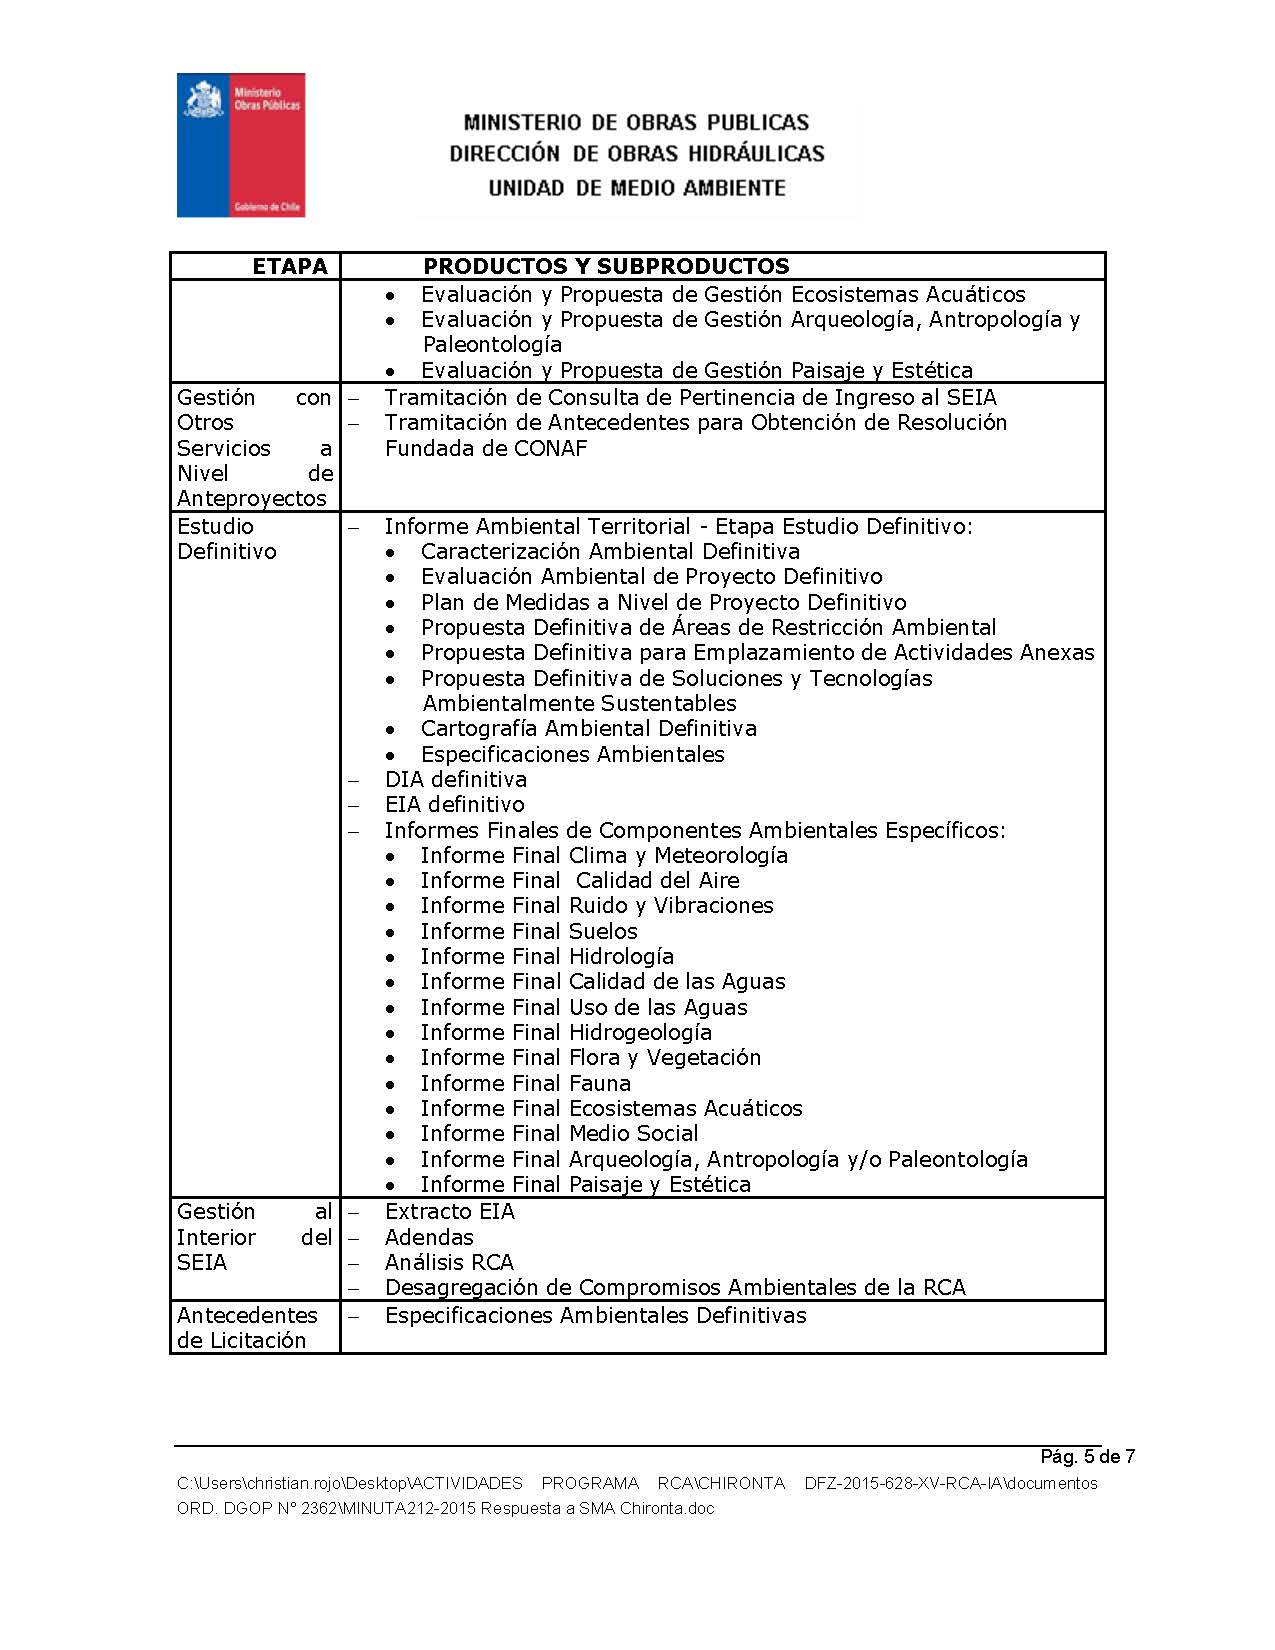 Ministerio
Obras Públicas
Gobierno de Chile
MINISTERIO DE OBRAS PUBLICAS
DIRECCIÓN DE OBRAS HIDRÁULICAS
UNIDAD DE MEDIO AMBIENTE
ETAPA PRODUCTOS Y SUBPRODUCTOS
• Evaluación y Propuesta de Gestión Ecosistemas Acuáticos
• Evaluación y Propuesta de Gestión Arqueología, Antropología y
Paleontología
• Evaluación y Propuesta de Gestión Paisaje y Estética
Gestión con
Otros
Servicios a
Nivel de
Anteproyectos
– Tramitación de Consulta de Pertinencia de Ingreso al SEIA
– Tramitación de Antecedentes para Obtención de Resolución
Fundada de CONAF
Estudio
Definitivo
– Informe Ambiental Territorial - Etapa Estudio Definitivo:
• Caracterización Ambiental Definitiva
• Evaluación Ambiental de Proyecto Definitivo
• Plan de Medidas a Nivel de Proyecto Definitivo
• Propuesta Definitiva de Áreas de Restricción Ambiental
• Propuesta Definitiva para Emplazamiento de Actividades Anexas
• Propuesta Definitiva de Soluciones y Tecnologías
Ambientalmente Sustentables
• Cartografía Ambiental Definitiva
• Especificaciones Ambientales
– DIA definitiva
– EIA definitivo
– Informes Finales de Componentes Ambientales Específicos:
• Informe Final Clima y Meteorología
• Informe Final Calidad del Aire
• Informe Final Ruido y Vibraciones
• Informe Final Suelos
• Informe Final Hidrología
• Informe Final Calidad de las Aguas
• Informe Final Uso de las Aguas
• Informe Final Hidrogeología
• Informe Final Flora y Vegetación
• Informe Final Fauna
• Informe Final Ecosistemas Acuáticos
• Informe Final Medio Social
• Informe Final Arqueología, Antropología y/o Paleontología
• Informe Final Paisaje y Estética
Gestión al
Interior del
SEIA
– Extracto EIA
– Adendas
– Análisis RCA
– Desagregación de Compromisos Ambientales de la RCA
Antecedentes
de Licitación
– Especificaciones Ambientales Definitivas
Pág. 5 de 7
C:\Users\christian.rojo\Desktop\ACTIVIDADES PROGRAMA RCA\CHIRONTA DFZ-2015-628-XV-RCA-IA\documentos
ORD. DGOP N° 2362\MINUTA212-2015 Respuesta a SMA Chironta.doc